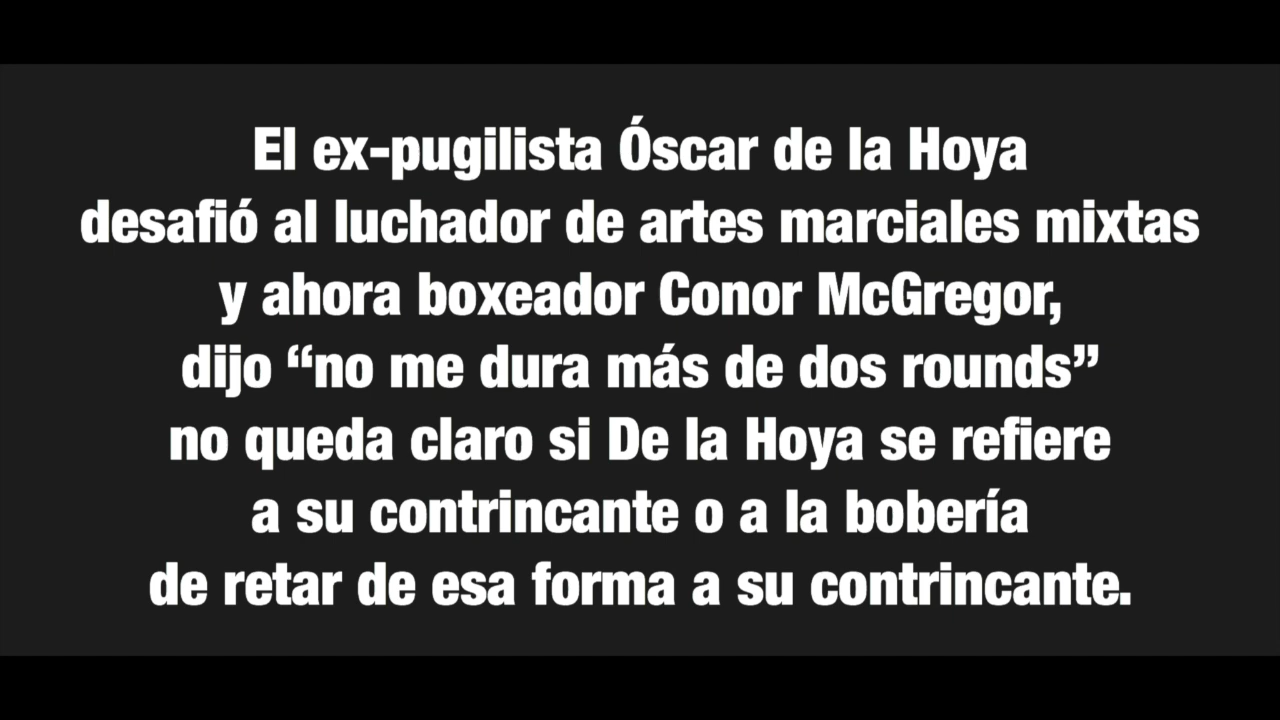 El ex-pugilista Óscar de la Hoya
desafió al luchador de artes marciales mixtas
y ahora boxeador Conor McGregor,
dijo “no me dura más de dos rounds”
no queda claro si De la Hoya se refiere
a su contrincante o a la bobería
de retar de esa forma a su contrincante.